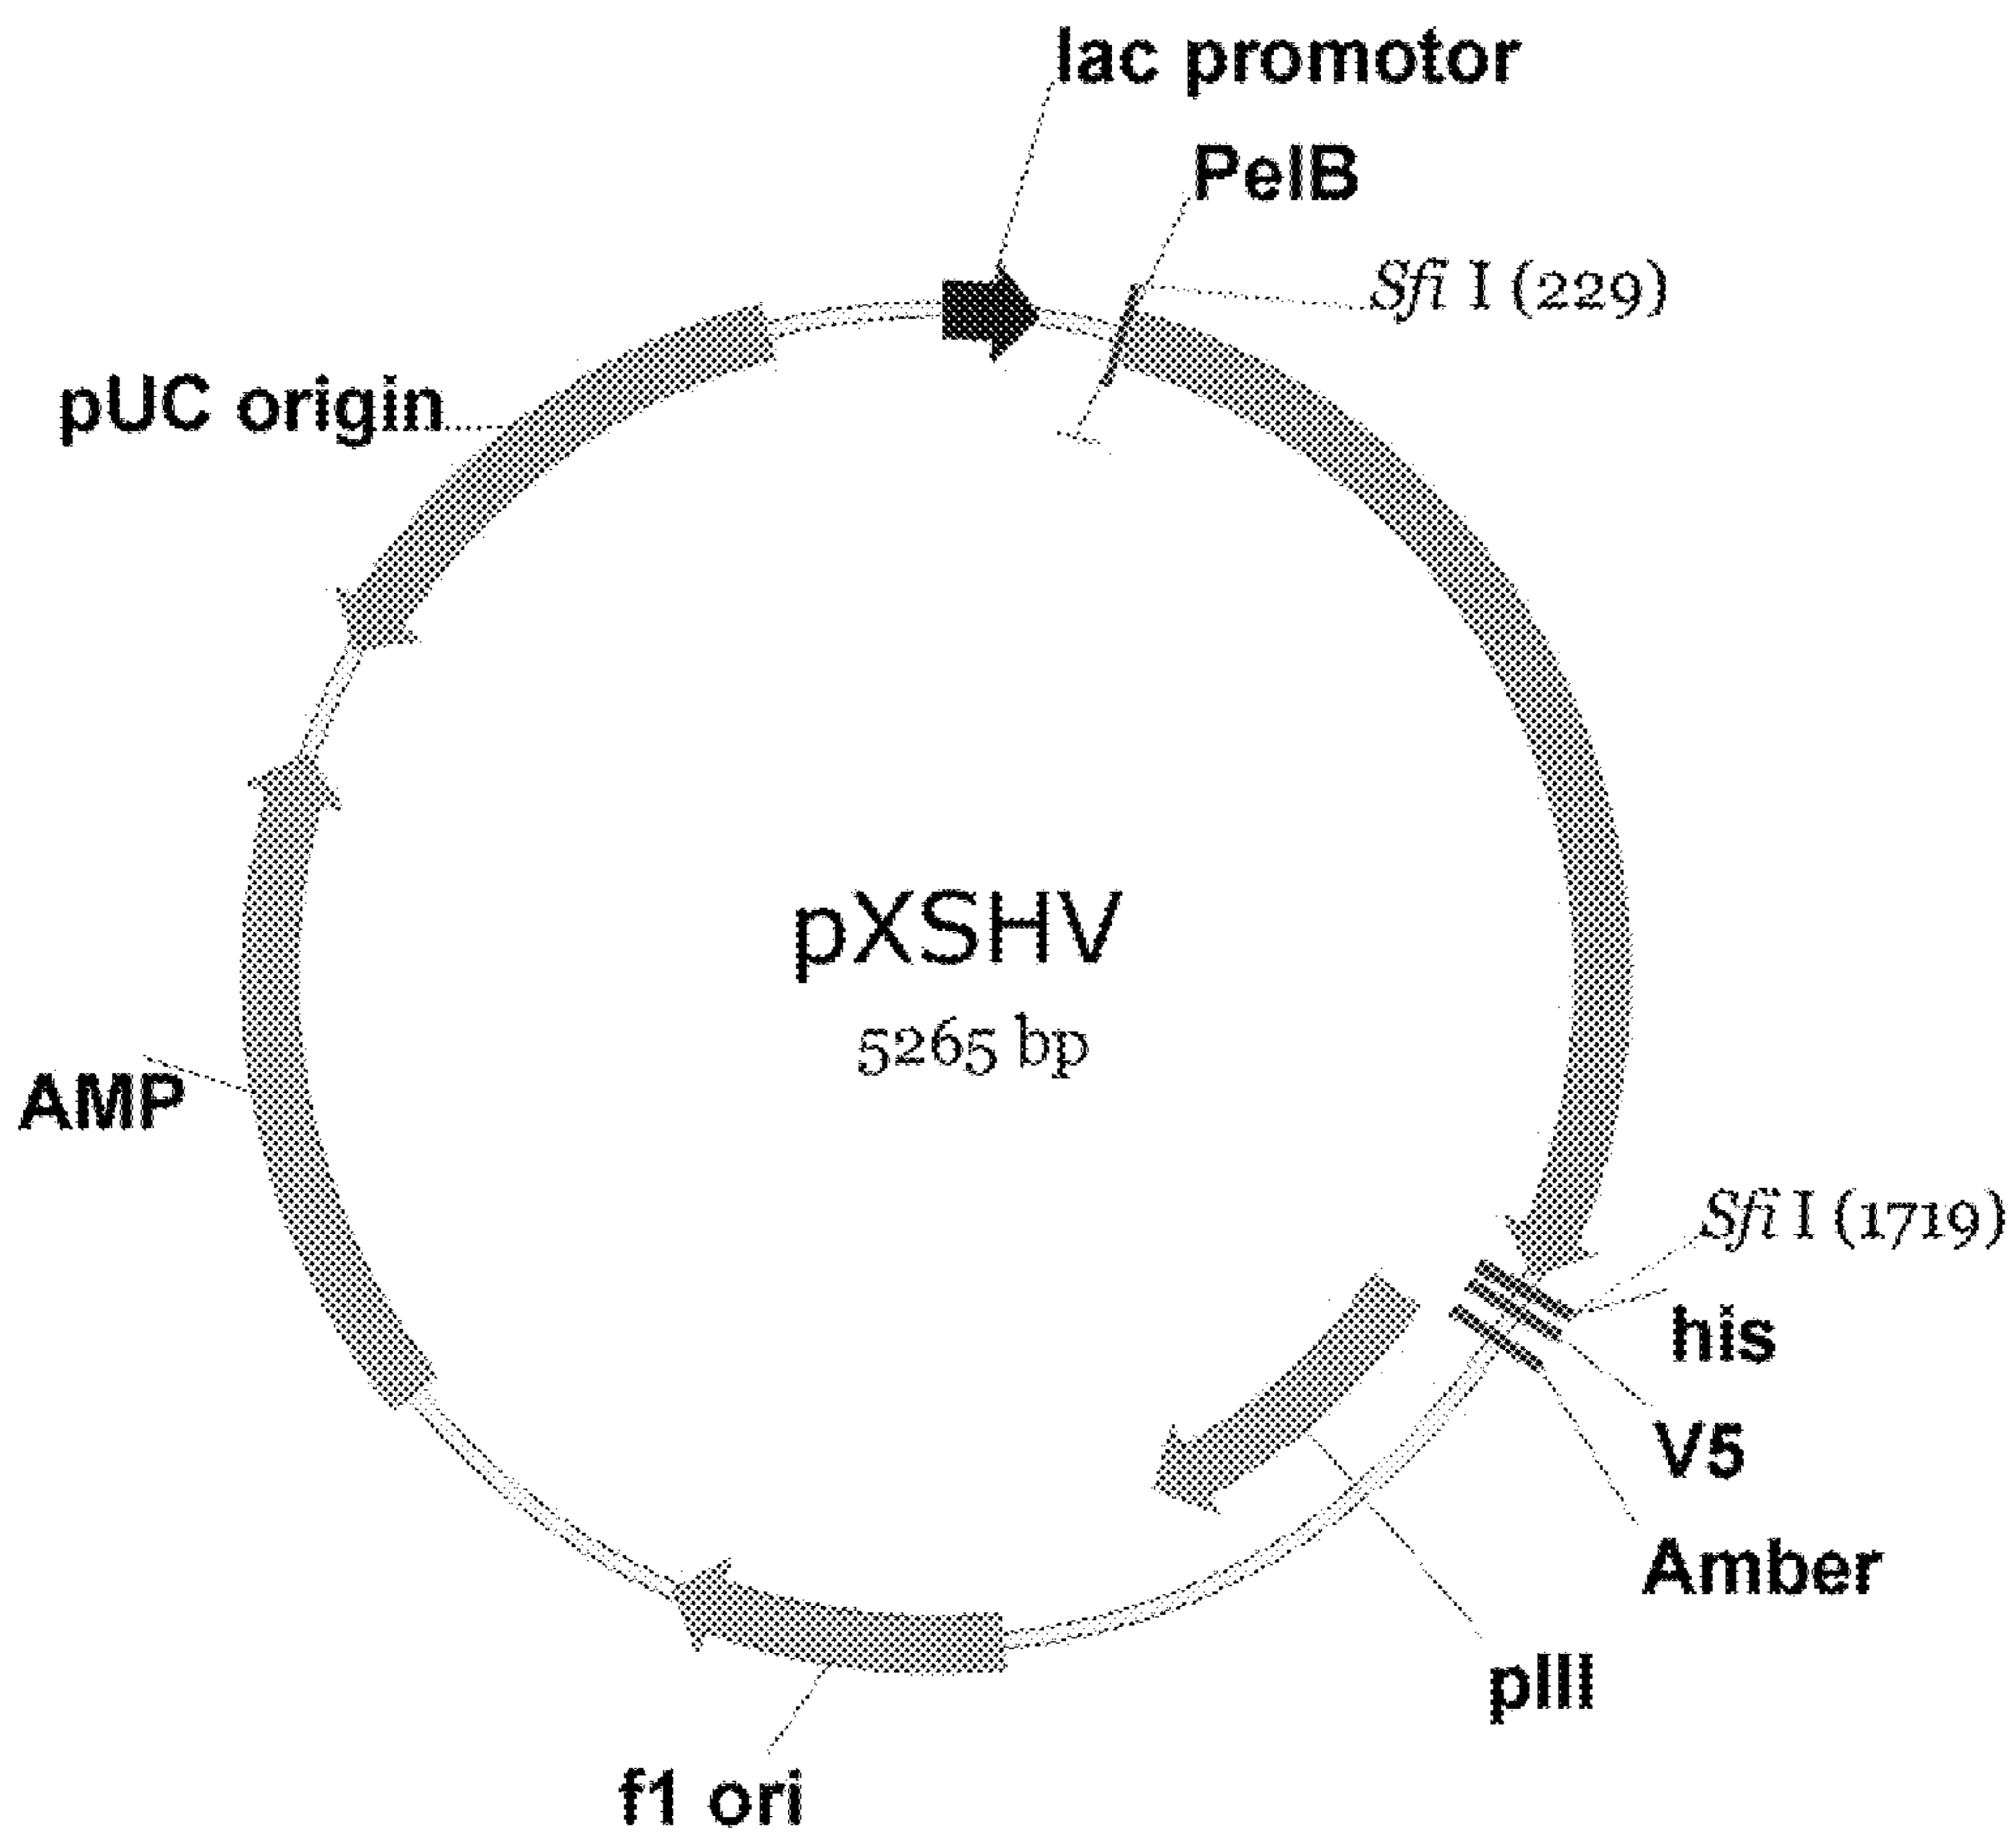 lac promotor
PelB
Sfi I (229)
pUC origin
pXSHV
5265 bp
AMP
Sfi I (1719)
his
V5
Amber
pIII
f1 ori